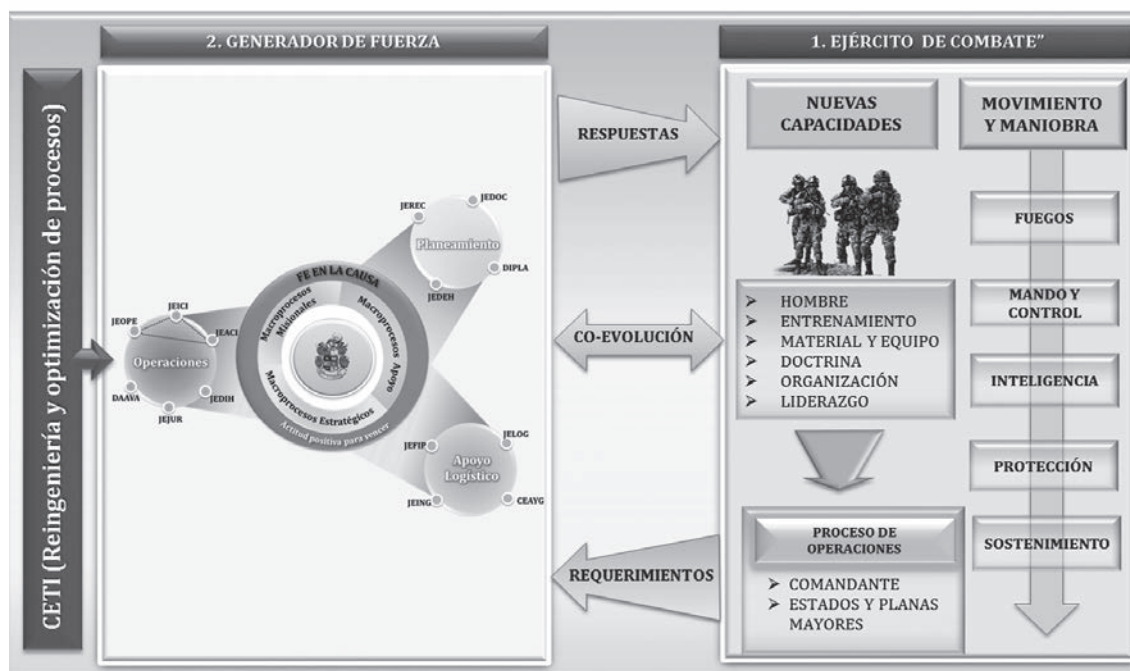 CETI (Reingeniería y optimización de procesos)
2. GENERADOR DE FUERZA
JEREC
JEDOC
Planeamiento
DIPLA
JEDEH
JEICI
JEOPE
JEACI
Operaciones
DAAVA
JEDIH
JEJUR
FE EN LA CAUSA
Macroprocesos
Misionales
Macroprocesos Apoyo
Macroprocesos Estratégicos
Actitud positiva para vencer
JEFIP
JELOG
Apoyo
Logístico
JEING
CEAYG
RESPUESTAS
CO-EVOLUCIÓN
REQUERIMIENTOS
1. EJÉRCITO DE COMBATE"
NUEVAS
CAPACIDADES
➢ HOMBRE
➢ ENTRENAMIENTO
➢ MATERIAL Y EQUIPO
➢ DOCTRINA
➢ ORGANIZACIÓN
➢ LIDERAZGO
PROCESO DE
OPERACIONES
➢ COMANDANTE
➢ ESTADOS Y PLANAS
MAYORES
MOVIMIENTO
Y MANIOBRA
FUEGOS
MANDO Y
CONTROL
INTELIGENCIA
PROTECCIÓN
SOSTENIMIENTO